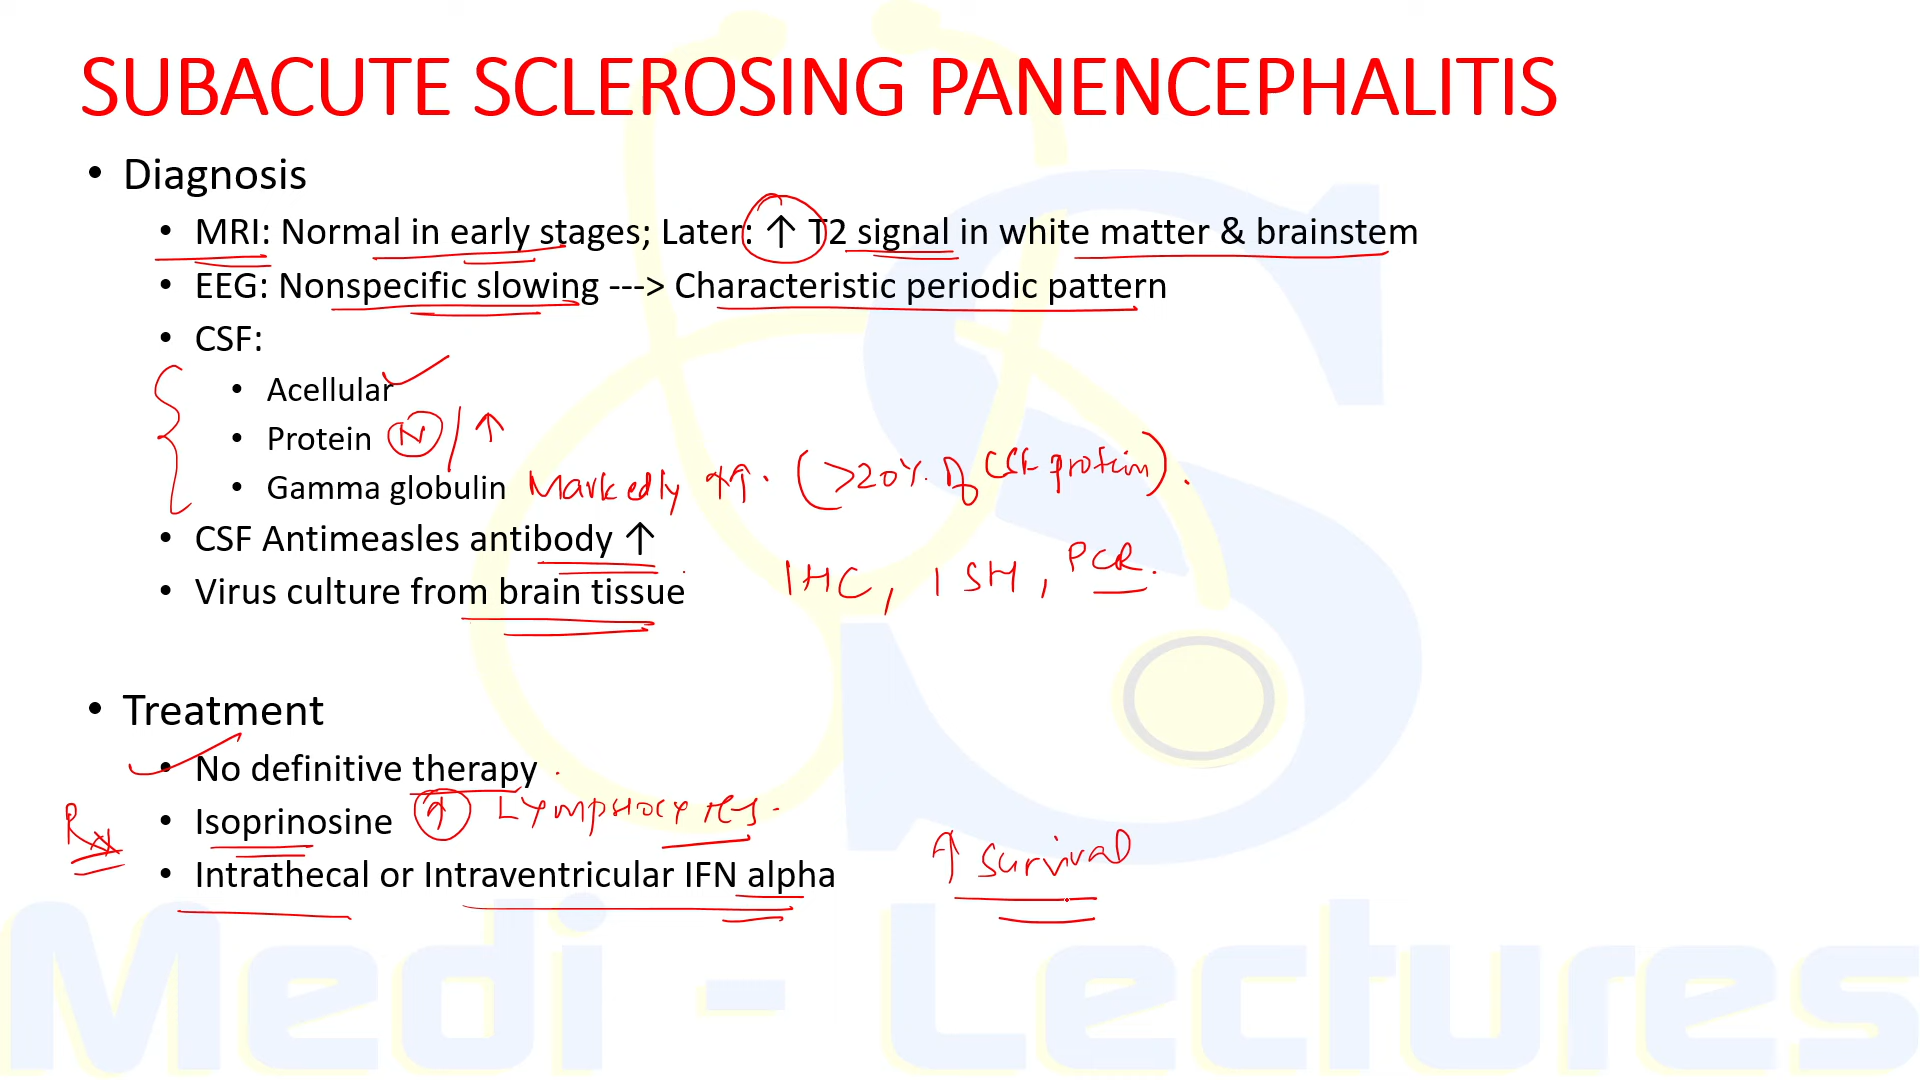 SUBACUTE SCLEROSING PANENCEPHALITIS
• Diagnosis
• MRI: Normal in early stages; Later: ↑ T2 signal in white matter & brainstem
• EEG: Nonspecific slowing ---> Characteristic periodic pattern
• CSF:
• Acellular
• Protein N / ↑
• Gamma globulin Markedly ↑↑. (>20% of CSF protein).
• CSF Antimeasles antibody ↑
IHC, ISH, PCR.
• Virus culture from brain tissue
• Treatment
• No definitive therapy
• Isoprinosine ↑ Lymphocytes.
Rx
• Intrathecal or Intraventricular IFN alpha ↑ survival
Medi - Lectures